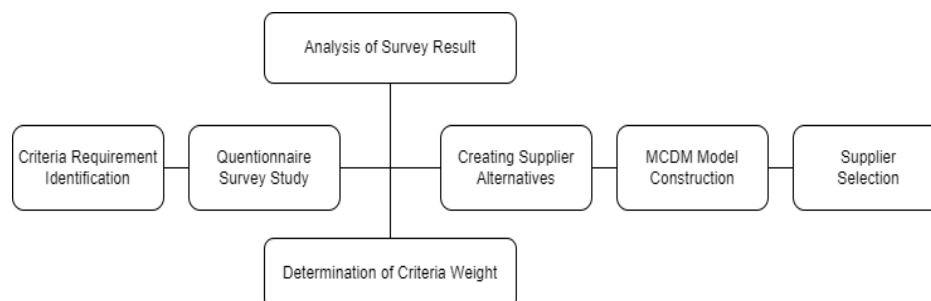 Analysis of Survey Result
Criteria Requirement
Identification
Quentionnaire
Survey Study
Creating Supplier
Alternatives
MCDM Model
Construction
Supplier
Selection
Determination of Criteria Weight